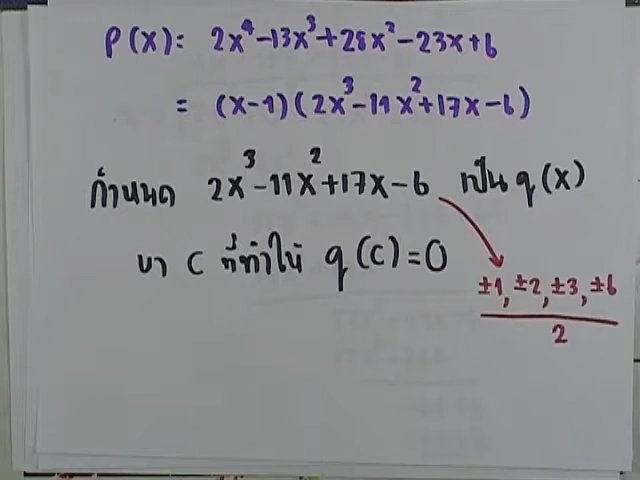 P(X) = 2x⁴-13x³+28x²-23x+6
= (x-1)(2x³-11x²+17x-6)
กำหนด 2x³-11x²+17x-6 เป็น q(x)
หา C ที่ทำให้ q(c)=0
±1, ±2, ±3, ±6
2